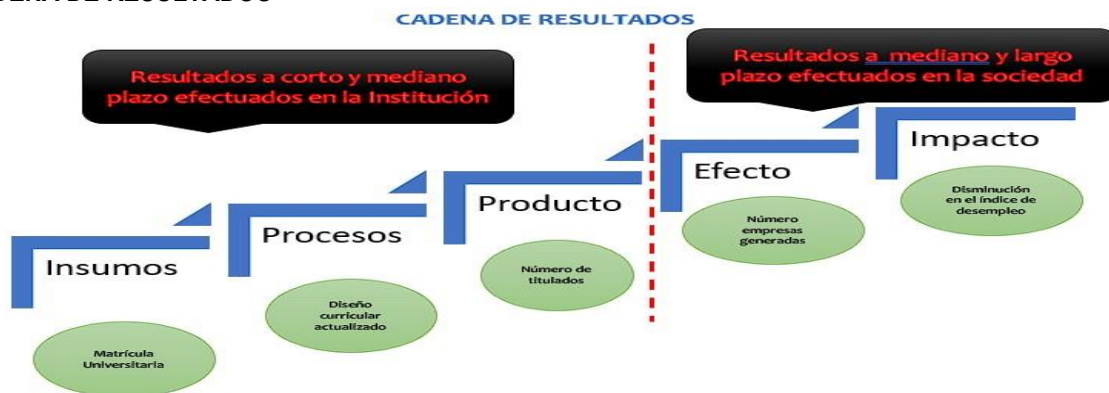 CADENA DE RESULTADOS
Resultados a corto y mediano
plazo efectuados en la Institución
Resultados a mediano y largo
plazo efectuados en la sociedad
Insumos
Matrícula
Universitaria
Procesos
Diseño
curricular
actualizado
Producto
Número de
titulados
Efecto
Número
empresas
generadas
Impacto
Disminución
en el índice de
desempleo